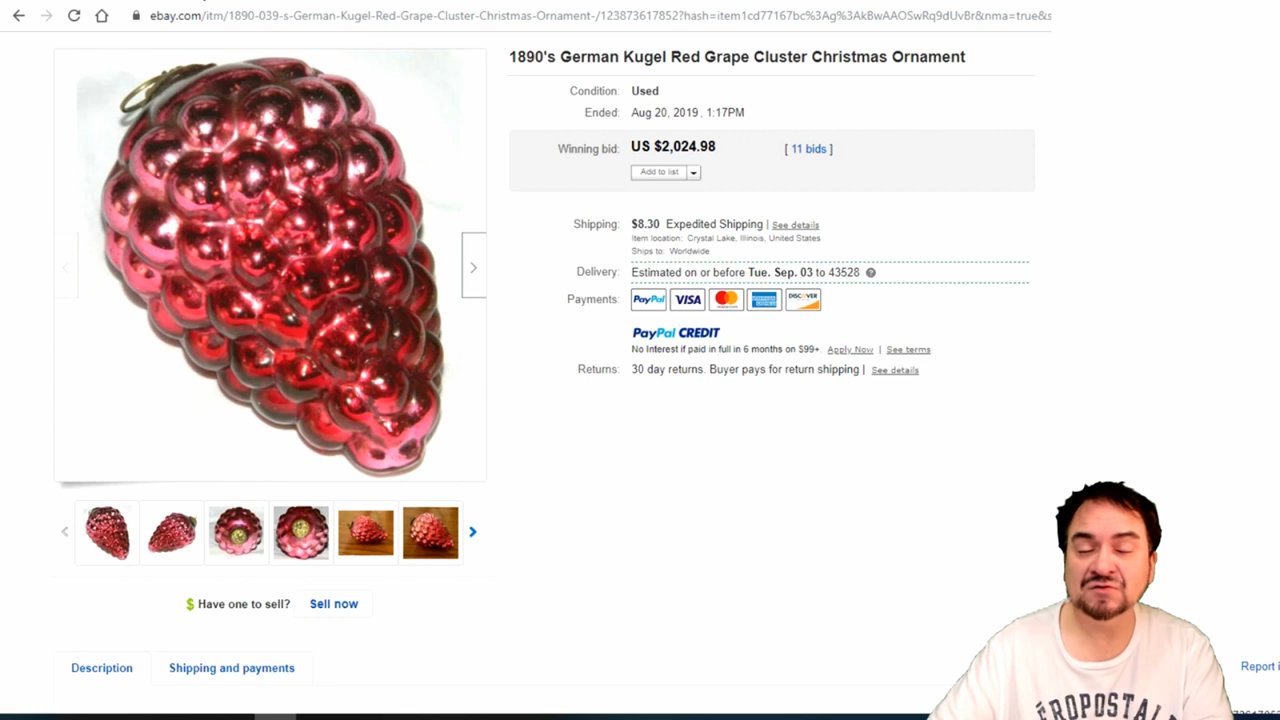 ebay.com/itm/1890-039-s-German-Kugel-Red-Grape-Cluster-Christmas-Ornament-/123873617852?hash=item1cd77167bc%3Ag%3AkBwAAOSwRq9dUvBr&nma=true&s
1890's German Kugel Red Grape Cluster Christmas Ornament
Condition: Used
Ended: Aug 20, 2019 , 1:17PM
Winning bid: US $2,024.98 [ 11 bids ]
Add to list
Shipping: $8.30 Expedited Shipping | See details
Item location: Crystal Lake, Illinois, United States
Ships to: Worldwide
Delivery: Estimated on or before Tue. Sep. 03 to 43528
Payments: PayPal VISA MasterCard AMERICAN EXPRESS DISCOVER
PayPal CREDIT
No Interest if paid in full in 6 months on $99+. Apply Now | See terms
Returns: 30 day returns. Buyer pays for return shipping | See details
$ Have one to sell? Sell now
Description Shipping and payments
Report i
ÉROPOSTAL